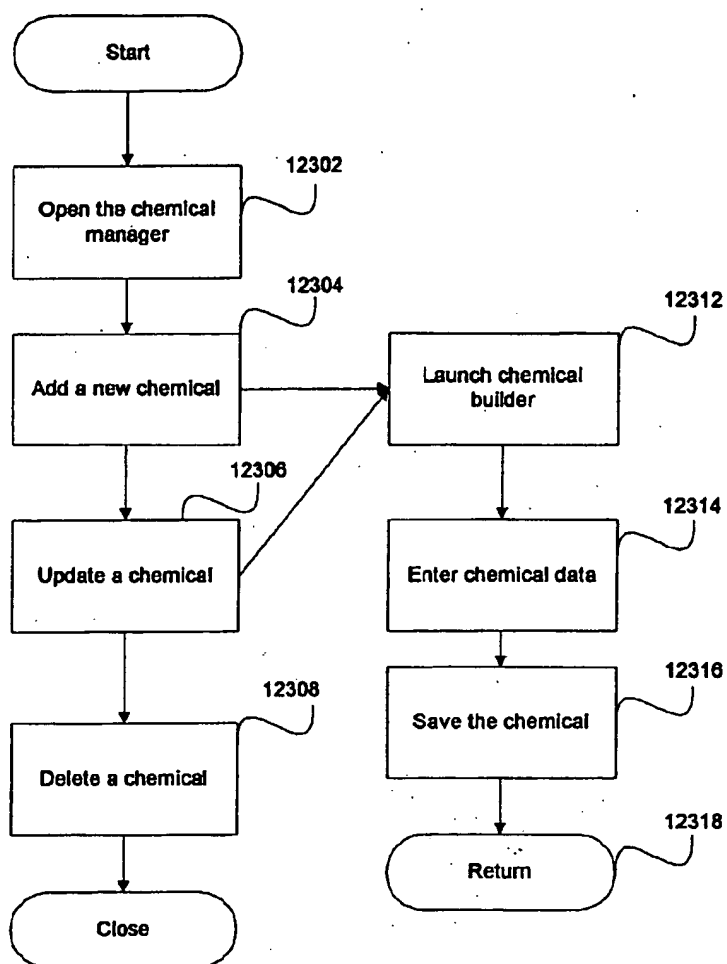 Start
12302
Open the chemical
manager
12304
Add a new chemical
12312
Launch chemical
builder
12306
Update a chemical
12314
Enter chemical data
12308
Delete a chemical
12316
Save the chemical
12318
Return
Close